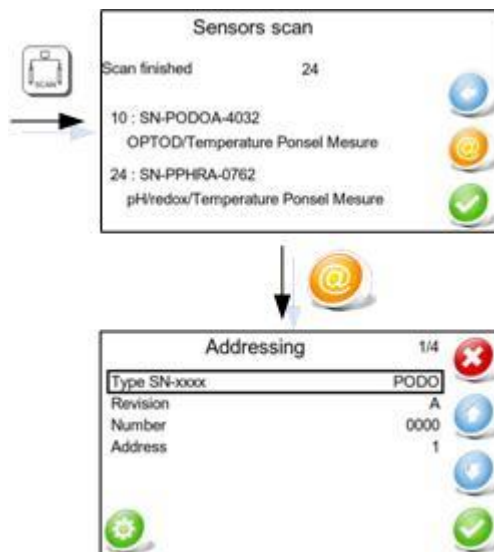 SCAN
Sensors scan
Scan finished 24
10 : SN-PODOA-4032
OPTOD/Temperature Ponsel Mesure
24 : SN-PPHRA-0762
pH/redox/Temperature Ponsel Mesure
@
@
Addressing 1/4
Type SN-xxxx PODO
Revision A
Number 0000
Address 1